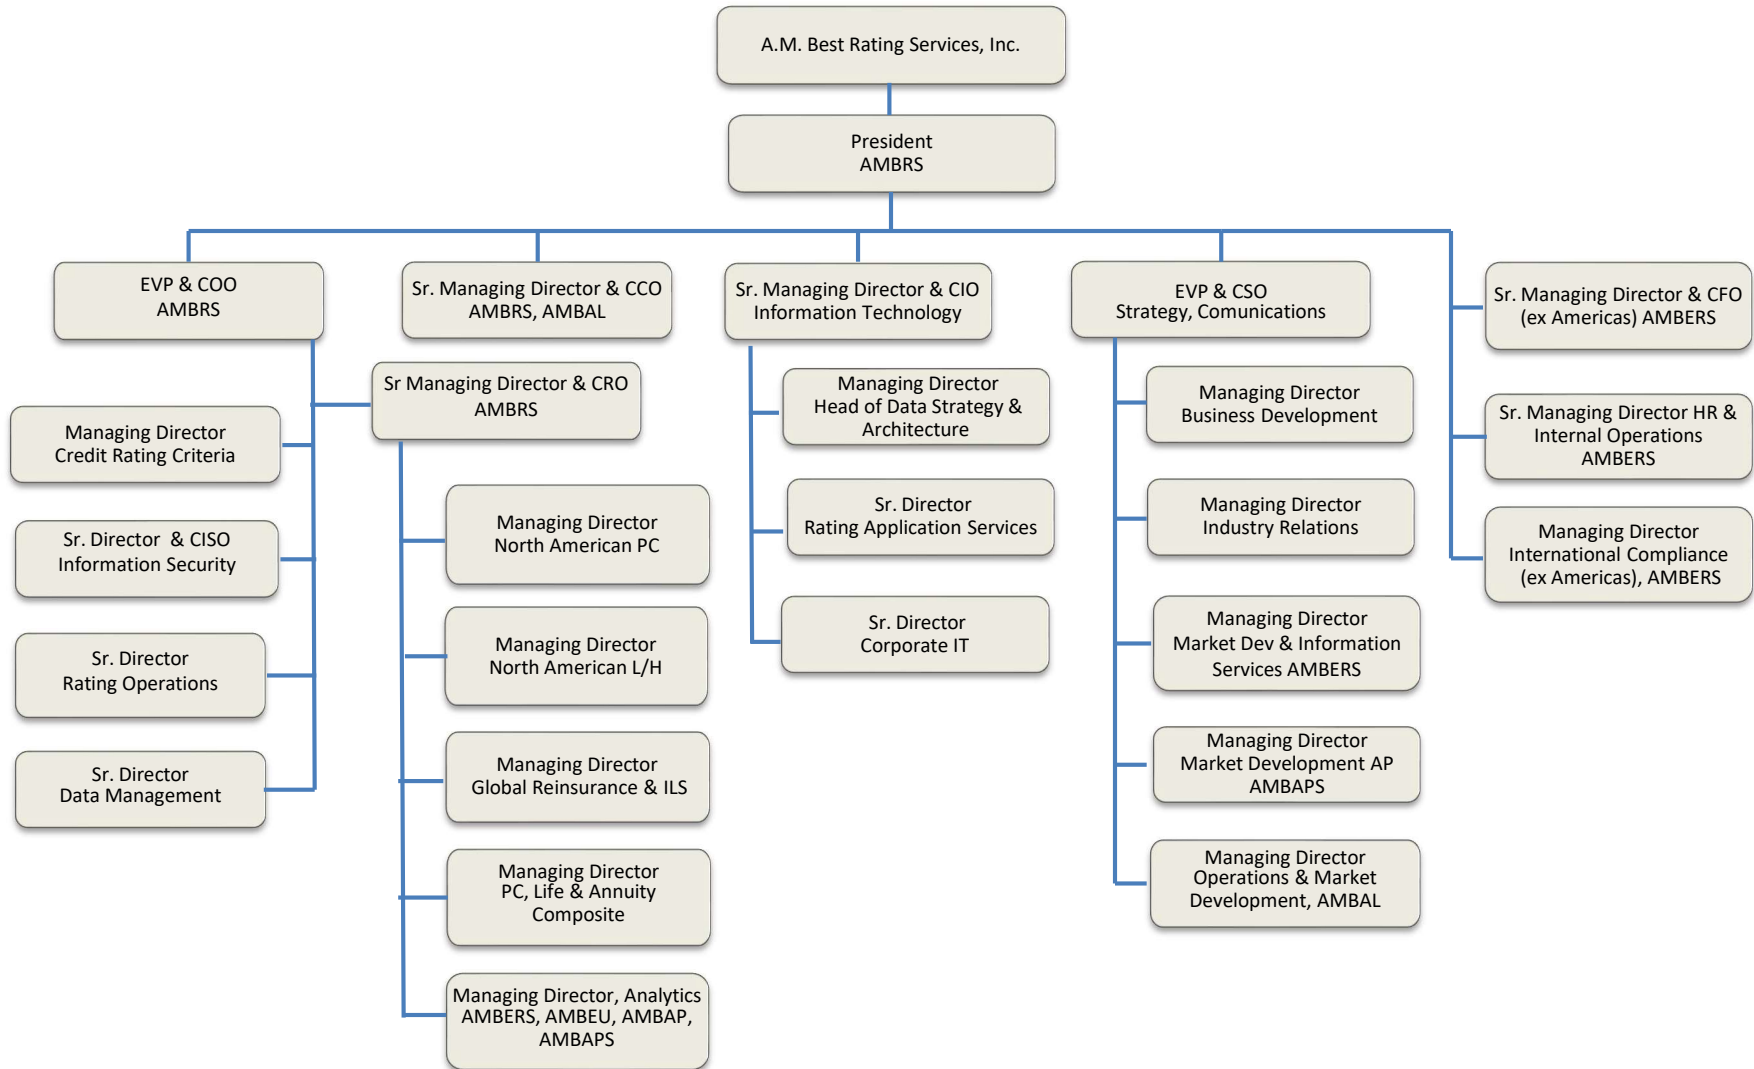 A.M. Best Rating Services, Inc.
President
AMBRS
EVP & COO
AMBRS
Sr. Managing Director & CCO
AMBRS, AMBAL
Sr. Managing Director & CIO
Information Technology
EVP & CSO
Strategy, Comunications
Sr. Managing Director & CFO
(ex Americas) AMBERS
Sr Managing Director & CRO
AMBRS
Managing Director
Credit Rating Criteria
Sr. Director & CISO
Information Security
Sr. Director
Rating Operations
Sr. Director
Data Management
Managing Director
North American PC
Managing Director
North American L/H
Managing Director
Global Reinsurance & ILS
Managing Director
PC, Life & Annuity
Composite
Managing Director, Analytics
AMBERS, AMBEU, AMBAP,
AMBAPS
Managing Director
Head of Data Strategy &
Architecture
Sr. Director
Rating Application Services
Sr. Director
Corporate IT
Managing Director
Business Development
Managing Director
Industry Relations
Managing Director
Market Dev & Information
Services AMBERS
Managing Director
Market Development AP
AMBAPS
Managing Director
Operations & Market
Development, AMBAL
Sr. Managing Director HR &
Internal Operations
AMBERS
Managing Director
International Compliance
(ex Americas), AMBERS